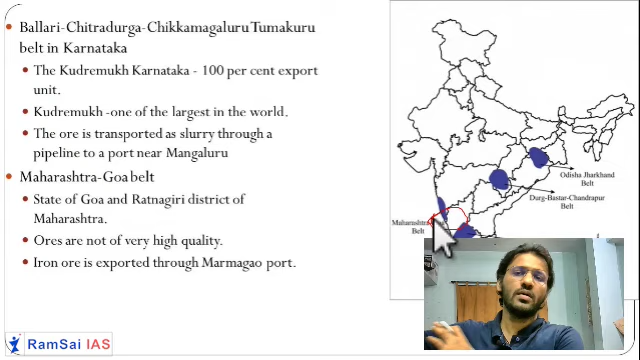 Ballari-Chitradurga-Chikkamagaluru Tumakuru
belt in Karnataka
The Kudremukh Karnataka - 100 per cent export
unit.
Kudremukh -one of the largest in the world.
The ore is transported as slurry through a
pipeline to a port near Mangaluru
Maharashtra-Goa belt
State of Goa and Ratnagiri district of
Maharashtra.
Ores are not of very high quality.
Iron ore is exported through Marmagao port.
Odisha Jharkhand
Belt
Durg-Bastar-Chandrapur
Belt
Maharashtra
Belt
RamSai IAS